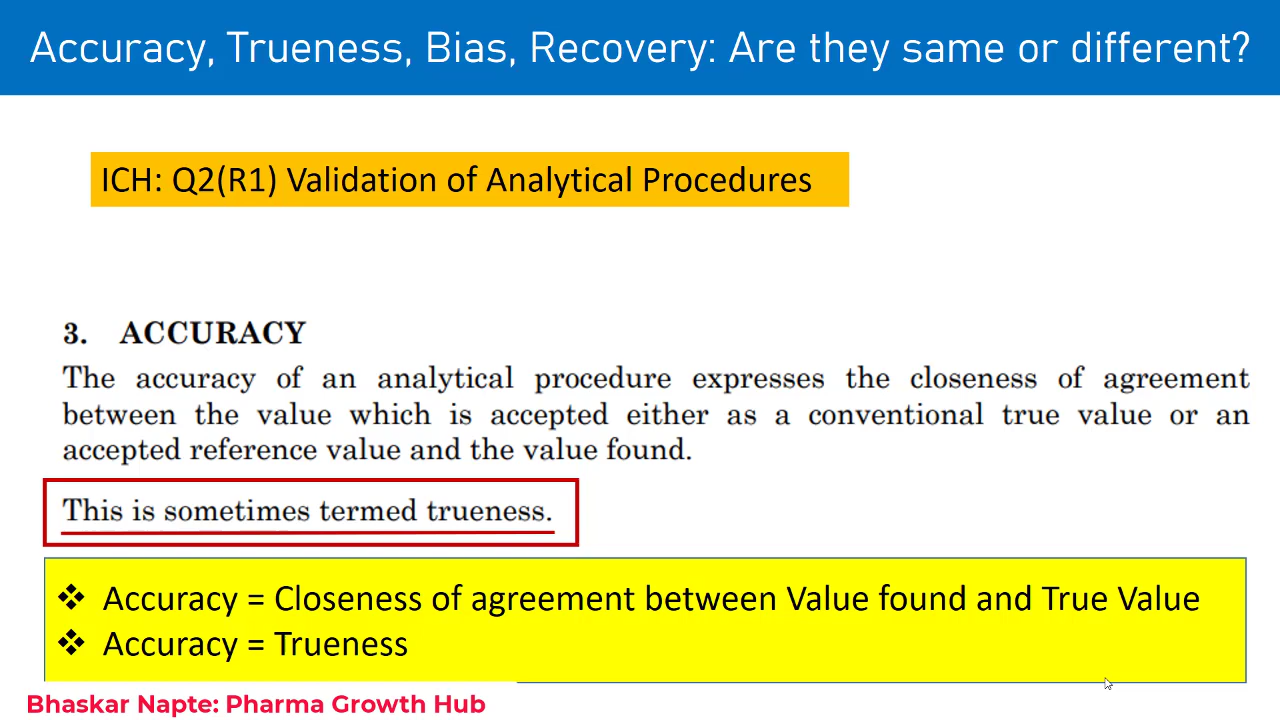 Accuracy, Trueness, Bias, Recovery: Are they same or different?
ICH: Q2(R1) Validation of Analytical Procedures
3. ACCURACY
The accuracy of an analytical procedure expresses the closeness of agreement
between the value which is accepted either as a conventional true value or an
accepted reference value and the value found.
This is sometimes termed trueness.
❖ Accuracy = Closeness of agreement between Value found and True Value
❖ Accuracy = Trueness
Bhaskar Napte: Pharma Growth Hub